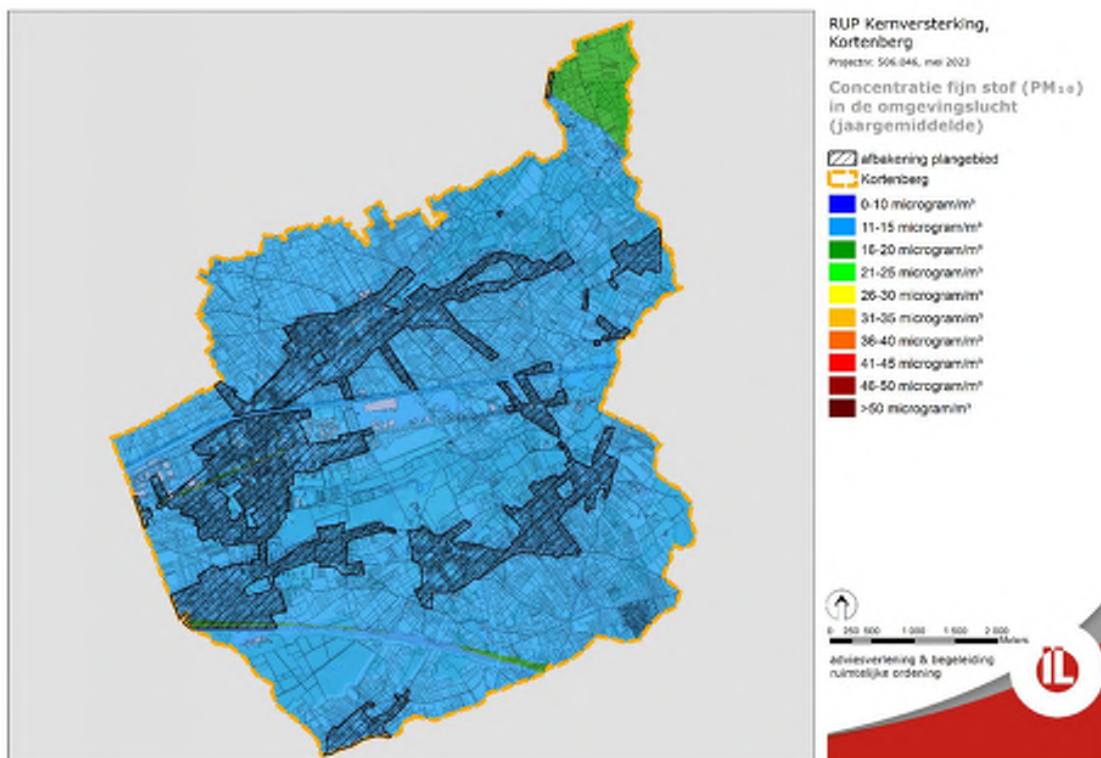 RUP Kernversterking,
Kortenberg
Projectnr. 506.046, mei 2023
Concentratie fijn stof (PM₁₀)
in de omgevingslucht
(jaargemiddelde)
afbakening plangebied
Kortenberg
0-10 microgram/m³
11-15 microgram/m³
16-20 microgram/m³
21-25 microgram/m³
26-30 microgram/m³
31-35 microgram/m³
36-40 microgram/m³
41-45 microgram/m³
46-50 microgram/m³
>50 microgram/m³
0 250 500 1 000 1 500 2 000
Meters
adviesverlening & begeleiding
ruimtelijke ordening
IL